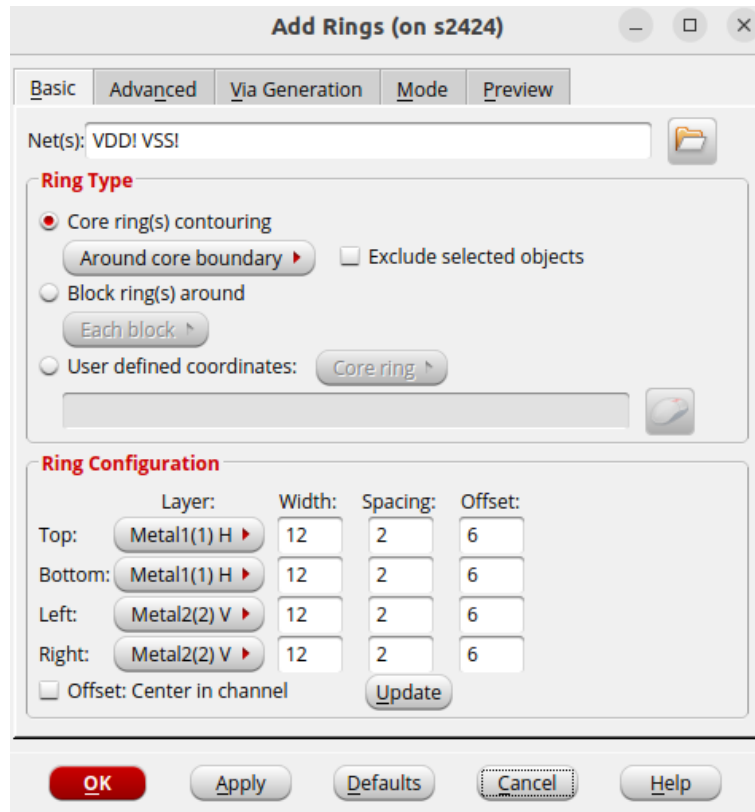 Add Rings (on s2424)
Basic Advanced Via Generation Mode Preview
Net(s): VDD! VSS!
Ring Type
Core ring(s) contouring
Around core boundary Exclude selected objects
Block ring(s) around
Each block
User defined coordinates: Core ring
Ring Configuration
Layer: Width: Spacing: Offset:
Top: Metal1(1) H 12 2 6
Bottom: Metal1(1) H 12 2 6
Left: Metal2(2) V 12 2 6
Right: Metal2(2) V 12 2 6
Offset: Center in channel Update
OK Apply Defaults Cancel Help